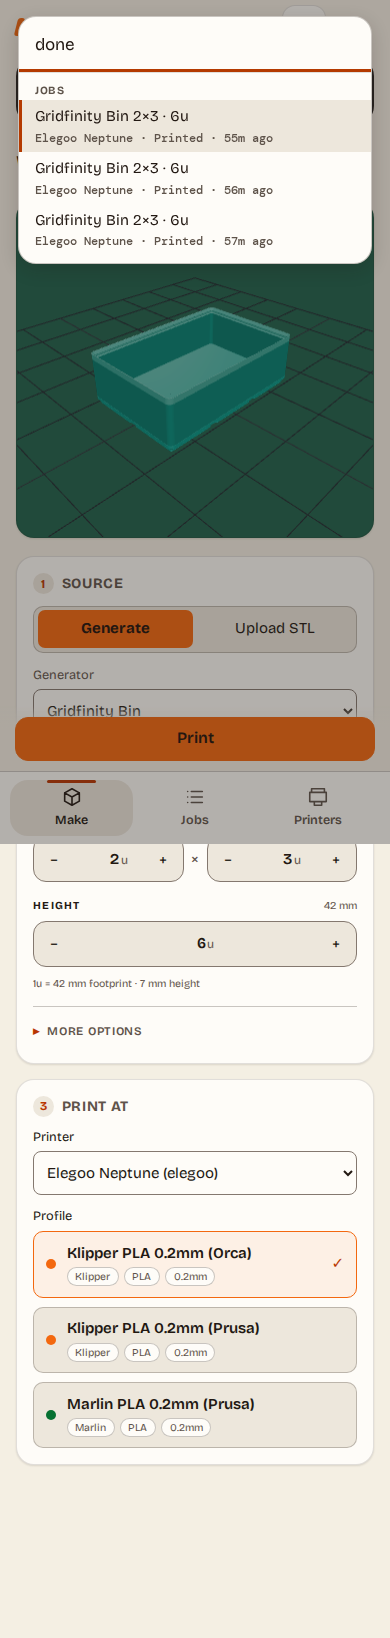 done
JOBS
Gridfinity Bin 2×3 · 6u
Elegoo Neptune · Printed · 55m ago
Gridfinity Bin 2×3 · 6u
Elegoo Neptune · Printed · 56m ago
Gridfinity Bin 2×3 · 6u
Elegoo Neptune · Printed · 57m ago
1 SOURCE
Generate Upload STL
Generator
Gridfinity Bin
Print
Make Jobs Printers
− 2u + × − 3u +
HEIGHT 42 mm
− 6u +
1u = 42 mm footprint · 7 mm height
▸ MORE OPTIONS
3 PRINT AT
Printer
Elegoo Neptune (elegoo)
Profile
Klipper PLA 0.2mm (Orca) ✓
Klipper PLA 0.2mm
Klipper PLA 0.2mm (Prusa)
Klipper PLA 0.2mm
Marlin PLA 0.2mm (Prusa)
Marlin PLA 0.2mm